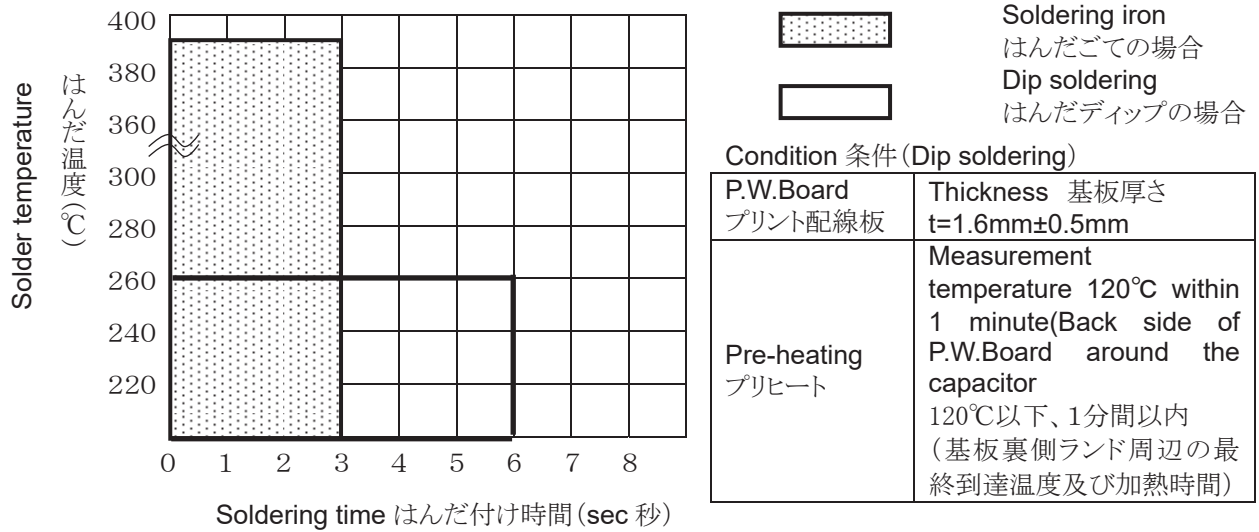 400
380
360
300
280
260
240
220
0 1 2 3 4 5 6 7 8
Solder temperature
はんだ温度(℃)
Soldering time はんだ付け時間(sec 秒)
Soldering iron
はんだごての場合
Dip soldering
はんだディップの場合
Condition 条件(Dip soldering)
P.W.Board
プリント配線板
Thickness 基板厚さ
t=1.6mm±0.5mm
Pre-heating
プリヒート
Measurement
temperature 120℃ within
1 minute(Back side of
P.W.Board around the
capacitor
120℃以下、1分間以内
(基板裏側ランド周辺の最
終到達温度及び加熱時間)